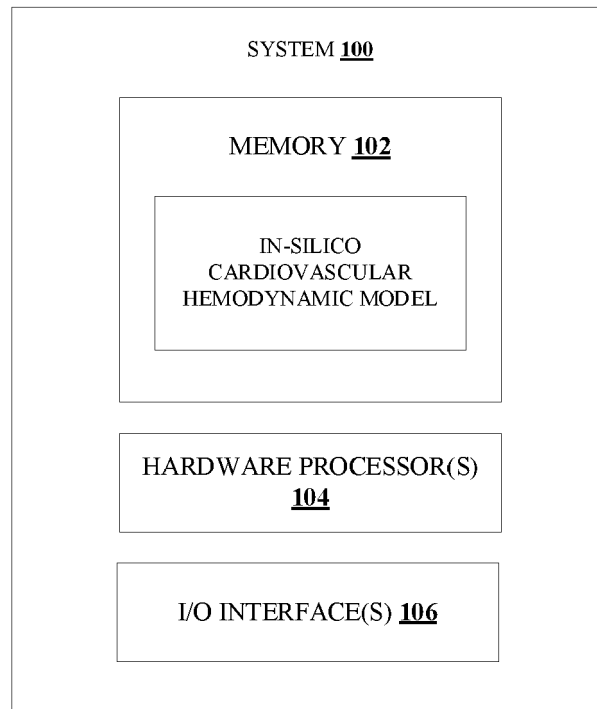 SYSTEM 100
MEMORY 102
IN-SILICO
CARDIOVASCULAR
HEMODYNAMIC MODEL
HARDWARE PROCESSOR(S)
104
I/O INTERFACE(S) 106